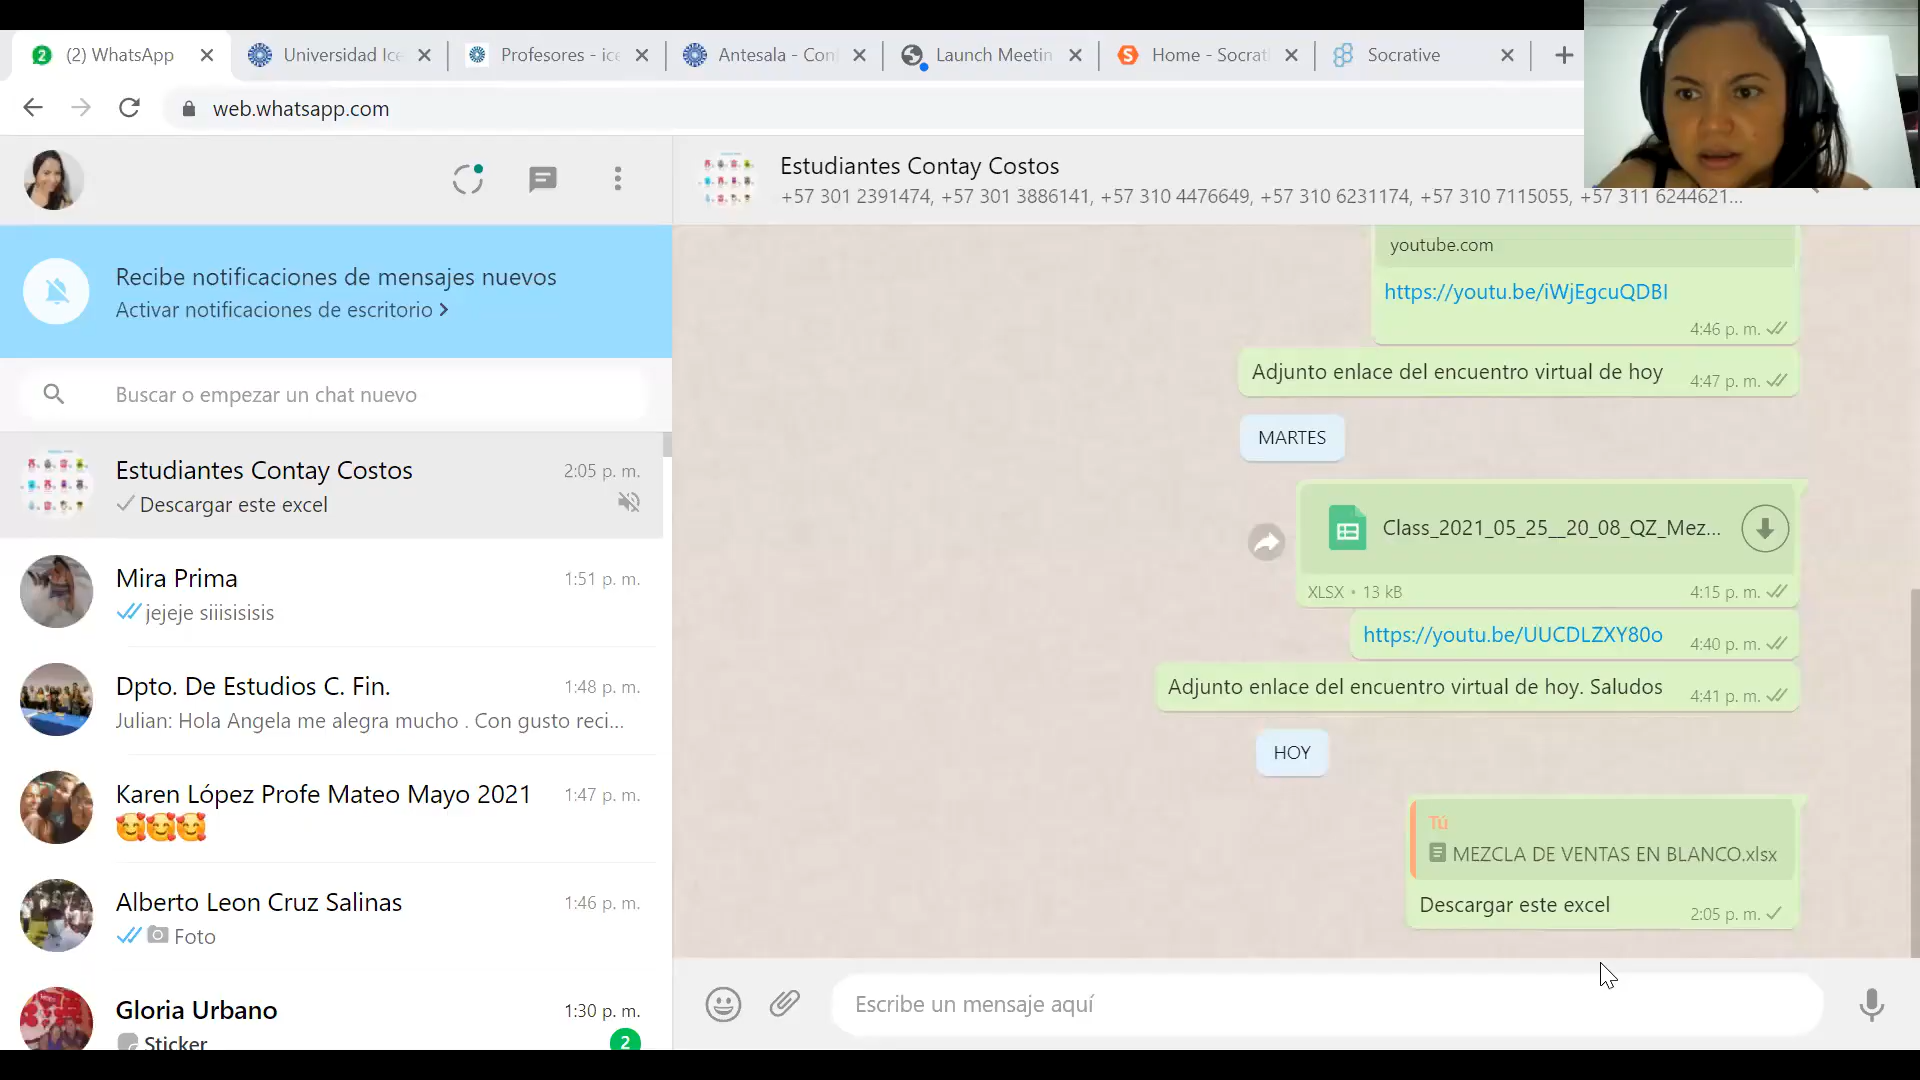 2 (2) WhatsApp
Universidad Ice
Profesores - ice
Antesala - Con
Launch Meetin
Home - Socrat
Socrative
web.whatsapp.com
Estudiantes Contay Costos
+57 301 2391474, +57 301 3886141, +57 310 4476649, +57 310 6231174, +57 310 7115055, +57 311 6244621...
Recibe notificaciones de mensajes nuevos
Activar notificaciones de escritorio
Buscar o empezar un chat nuevo
Estudiantes Contay Costos 2:05 p. m.
Descargar este excel
Mira Prima 1:51 p. m.
jejeje siiisisisis
Dpto. De Estudios C. Fin. 1:48 p. m.
Julian: Hola Angela me alegra mucho . Con gusto reci...
Karen López Profe Mateo Mayo 2021 1:47 p. m.
🥰🥰🥰
Alberto Leon Cruz Salinas 1:46 p. m.
Foto
Gloria Urbano 1:30 p. m.
Sticker 2
youtube.com
https://youtu.be/iWjEgcuQDBI
4:46 p. m.
Adjunto enlace del encuentro virtual de hoy 4:47 p. m.
MARTES
Class_2021_05_25__20_08_QZ_Mez...
XLSX • 13 kB 4:15 p. m.
https://youtu.be/UUCDLZXY80o 4:40 p. m.
Adjunto enlace del encuentro virtual de hoy. Saludos 4:41 p. m.
HOY
Tú
MEZCLA DE VENTAS EN BLANCO.xlsx
Descargar este excel 2:05 p. m.
Escribe un mensaje aquí